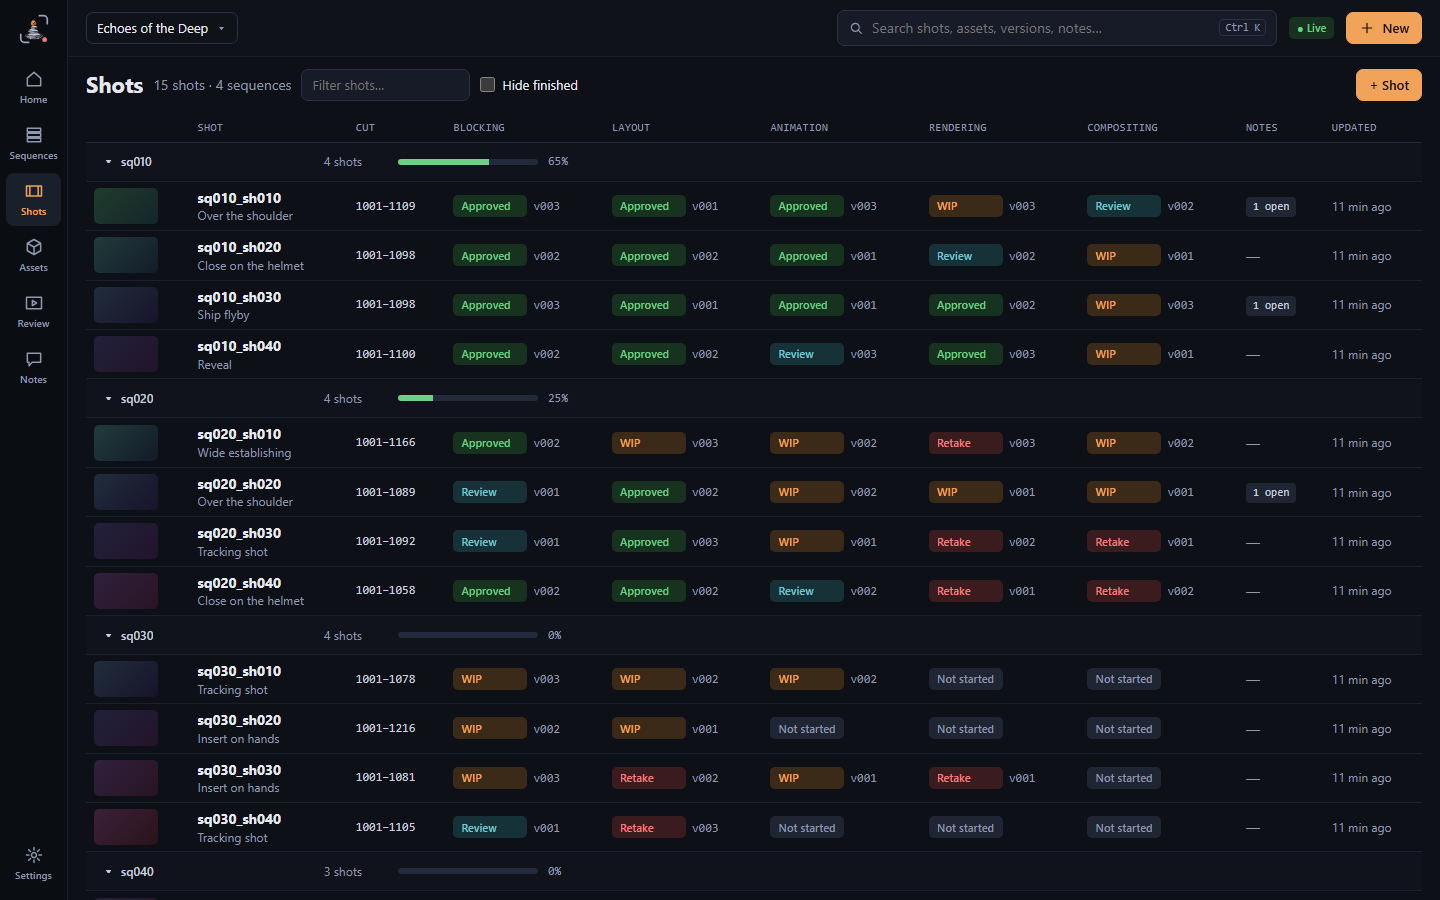 Echoes of the Deep
Search shots, assets, versions, notes...
Ctrl K
Live
+ New
Home
Sequences
Shots
Assets
Review
Notes
Settings
Shots 15 shots · 4 sequences Filter shots... Hide finished + Shot
SHOT CUT BLOCKING LAYOUT ANIMATION RENDERING COMPOSITING NOTES UPDATED
sq010 4 shots 65%
sq010_sh010 1001–1109 Approved v003 Approved v001 Approved v003 WIP v003 Review v002 1 open 11 min ago
Over the shoulder
sq010_sh020 1001–1098 Approved v002 Approved v002 Approved v001 Review v002 WIP v001 — 11 min ago
Close on the helmet
sq010_sh030 1001–1098 Approved v003 Approved v001 Approved v001 Approved v002 WIP v003 1 open 11 min ago
Ship flyby
sq010_sh040 1001–1100 Approved v002 Approved v002 Review v003 Approved v003 WIP v001 — 11 min ago
Reveal
sq020 4 shots 25%
sq020_sh010 1001–1166 Approved v002 WIP v003 WIP v002 Retake v003 WIP v002 — 11 min ago
Wide establishing
sq020_sh020 1001–1089 Review v001 Approved v002 WIP v002 WIP v001 WIP v001 1 open 11 min ago
Over the shoulder
sq020_sh030 1001–1092 Review v001 Approved v003 WIP v001 Retake v002 Retake v001 — 11 min ago
Tracking shot
sq020_sh040 1001–1058 Approved v002 Approved v002 Review v002 Retake v001 Retake v002 — 11 min ago
Close on the helmet
sq030 4 shots 0%
sq030_sh010 1001–1078 WIP v003 WIP v002 WIP v002 Not started Not started — 11 min ago
Tracking shot
sq030_sh020 1001–1216 WIP v002 WIP v001 Not started Not started Not started — 11 min ago
Insert on hands
sq030_sh030 1001–1081 WIP v003 Retake v002 WIP v001 Retake v001 Not started — 11 min ago
Insert on hands
sq030_sh040 1001–1105 Review v001 Retake v003 Not started Not started Not started — 11 min ago
Tracking shot
sq040 3 shots 0%